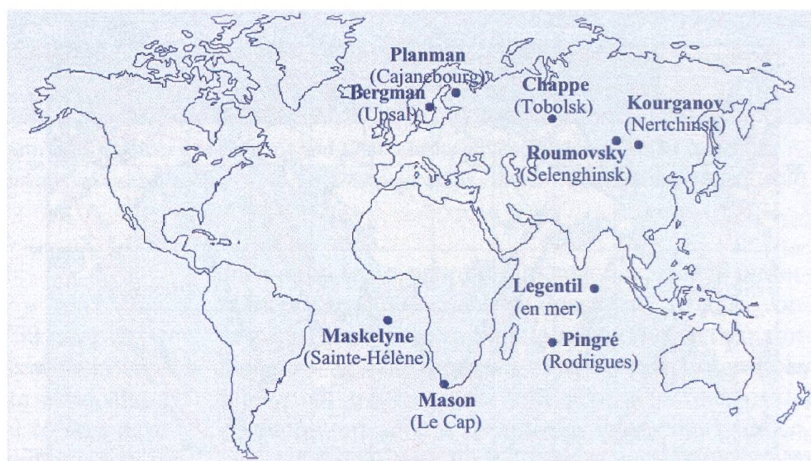 Planman
(Cajanebourg)
Bergman
(Upsal)
Chappe
(Tobolsk)
Kourganov
(Nertchinsk)
Roumovsky
(Selenghinsk)
Legentil
(en mer)
Maskelyne
(Sainte-Hélène)
Pingré
(Rodrigues)
Mason
(Le Cap)